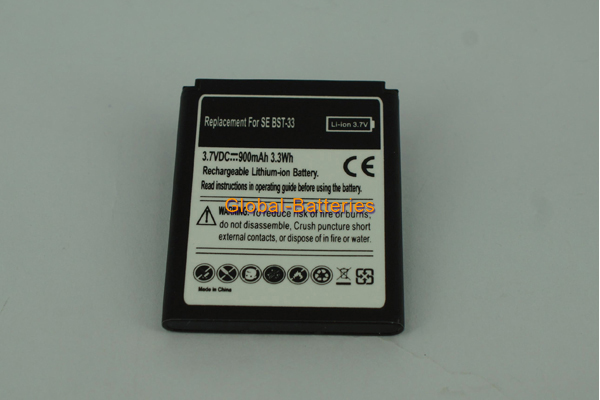 Replacement For SE BST-33
Li-ion 3.7V
3.7VDC⎓900mAh 3.3Wh
Rechargeable Lithium-ion Battery.
CE
Read instructions in operating guide before using the battery.
Global-Batteries
Warning: To reduce risk of fire or burns,
do not disassemble, Crush puncture short
external contacts, or dispose of in fire or water.
Made in China